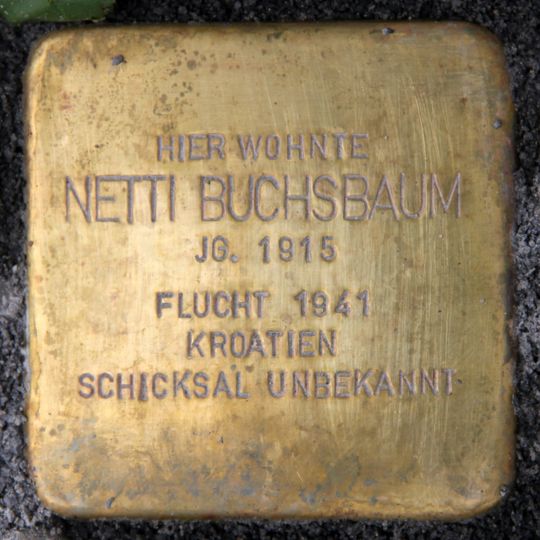 HIER WOHNTE
NETTI BUCHSBAUM
JG. 1915
FLUCHT 1941
KROATIEN
SCHICKSAL UNBEKANNT